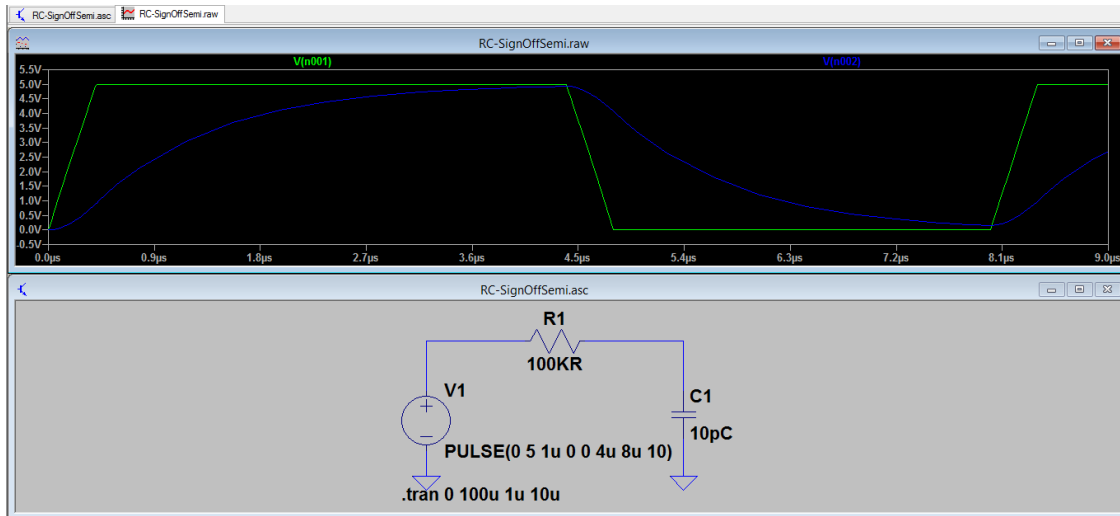 RC-SignOffSemi.asc RC-SignOffSemi.raw
RC-SignOffSemi.raw
V(n001) V(n002)
5.5V
5.0V
4.5V
4.0V
3.5V
3.0V
2.5V
2.0V
1.5V
1.0V
0.5V
0.0V
-0.5V
0.0µs 0.9µs 1.8µs 2.7µs 3.6µs 4.5µs 5.4µs 6.3µs 7.2µs 8.1µs 9.0µs
RC-SignOffSemi.asc
R1
100KR
V1
C1
10pC
PULSE(0 5 1u 0 0 4u 8u 10)
.tran 0 100u 1u 10u